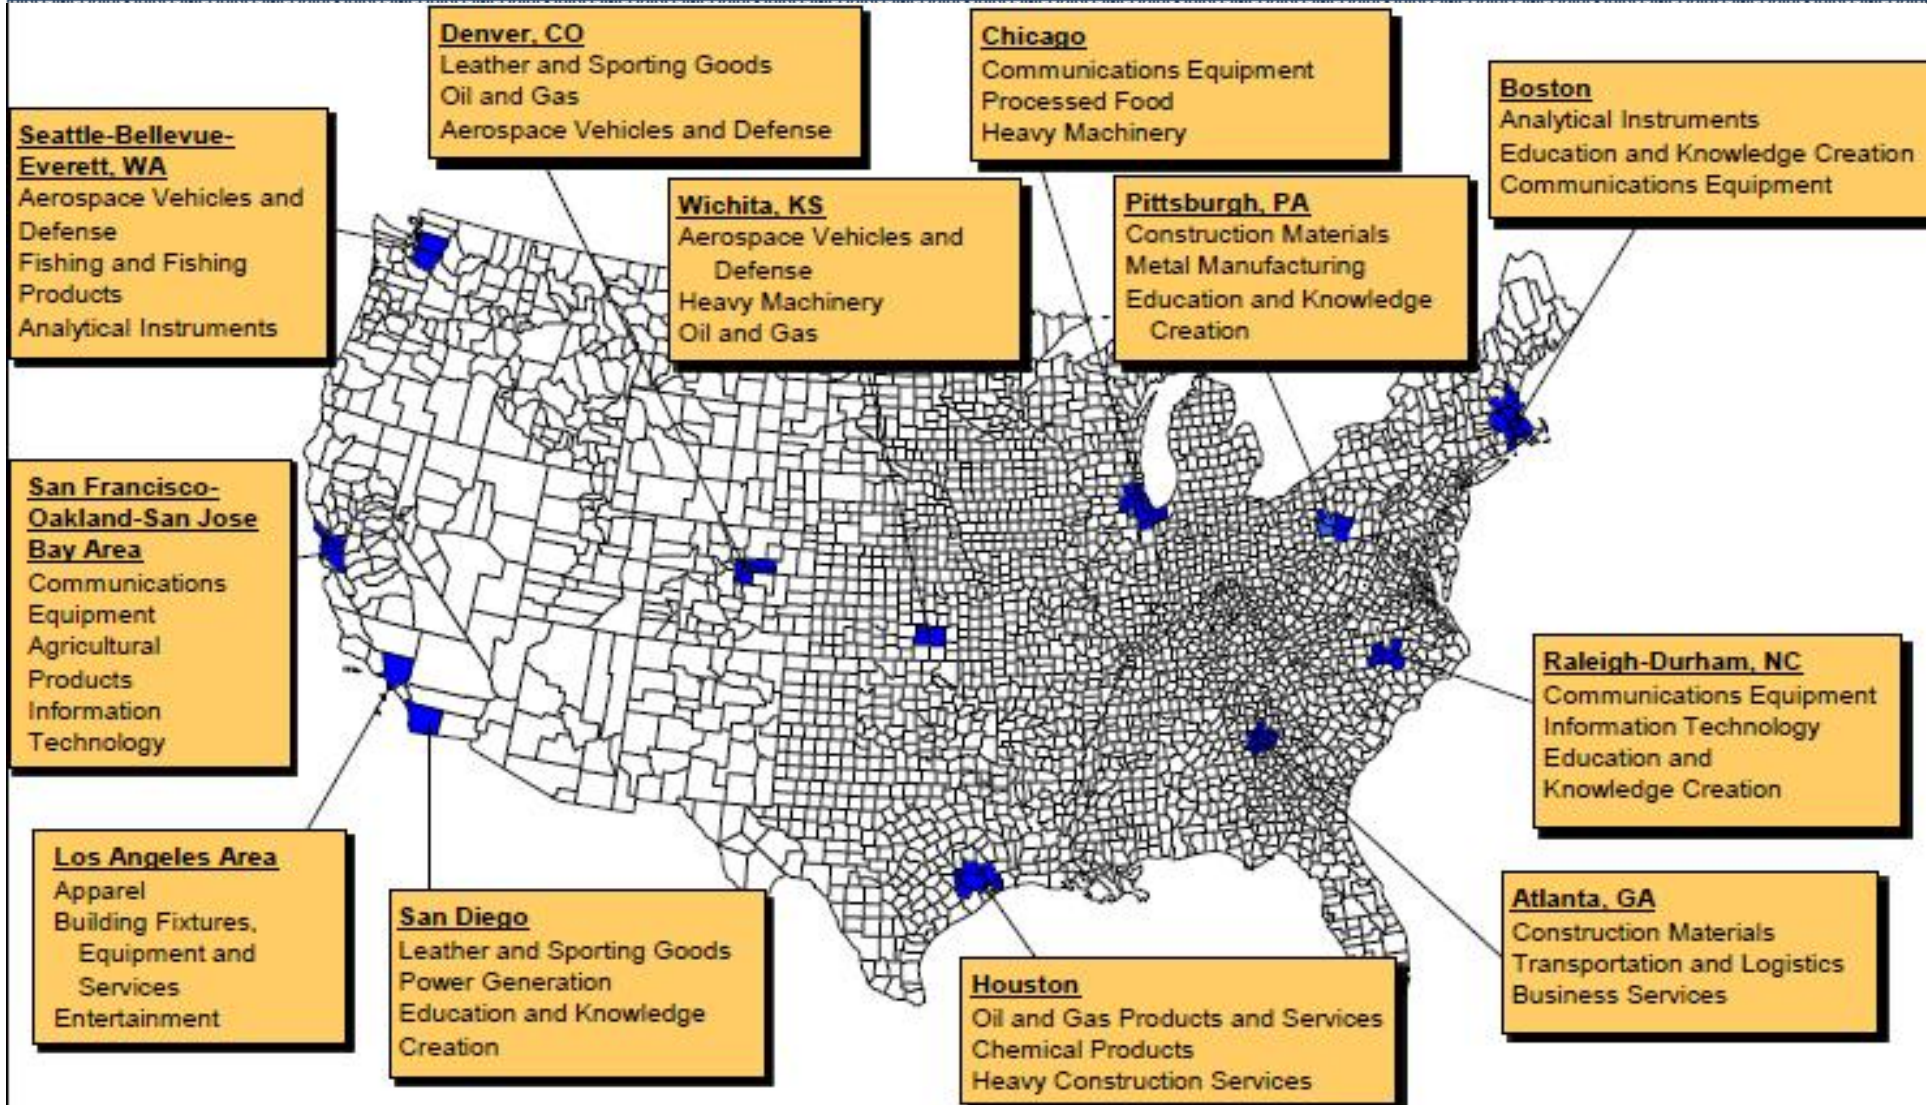 Denver, CO
Leather and Sporting Goods
Oil and Gas
Aerospace Vehicles and Defense
Chicago
Communications Equipment
Processed Food
Heavy Machinery
Boston
Analytical Instruments
Education and Knowledge Creation
Communications Equipment
Seattle-Bellevue-
Everett, WA
Aerospace Vehicles and
Defense
Fishing and Fishing
Products
Analytical Instruments
Wichita, KS
Aerospace Vehicles and
Defense
Heavy Machinery
Oil and Gas
Pittsburgh, PA
Construction Materials
Metal Manufacturing
Education and Knowledge
Creation
San Francisco-
Oakland-San Jose
Bay Area
Communications
Equipment
Agricultural
Products
Information
Technology
Raleigh-Durham, NC
Communications Equipment
Information Technology
Education and
Knowledge Creation
Los Angeles Area
Apparel
Building Fixtures,
Equipment and
Services
Entertainment
San Diego
Leather and Sporting Goods
Power Generation
Education and Knowledge
Creation
Houston
Oil and Gas Products and Services
Chemical Products
Heavy Construction Services
Atlanta, GA
Construction Materials
Transportation and Logistics
Business Services